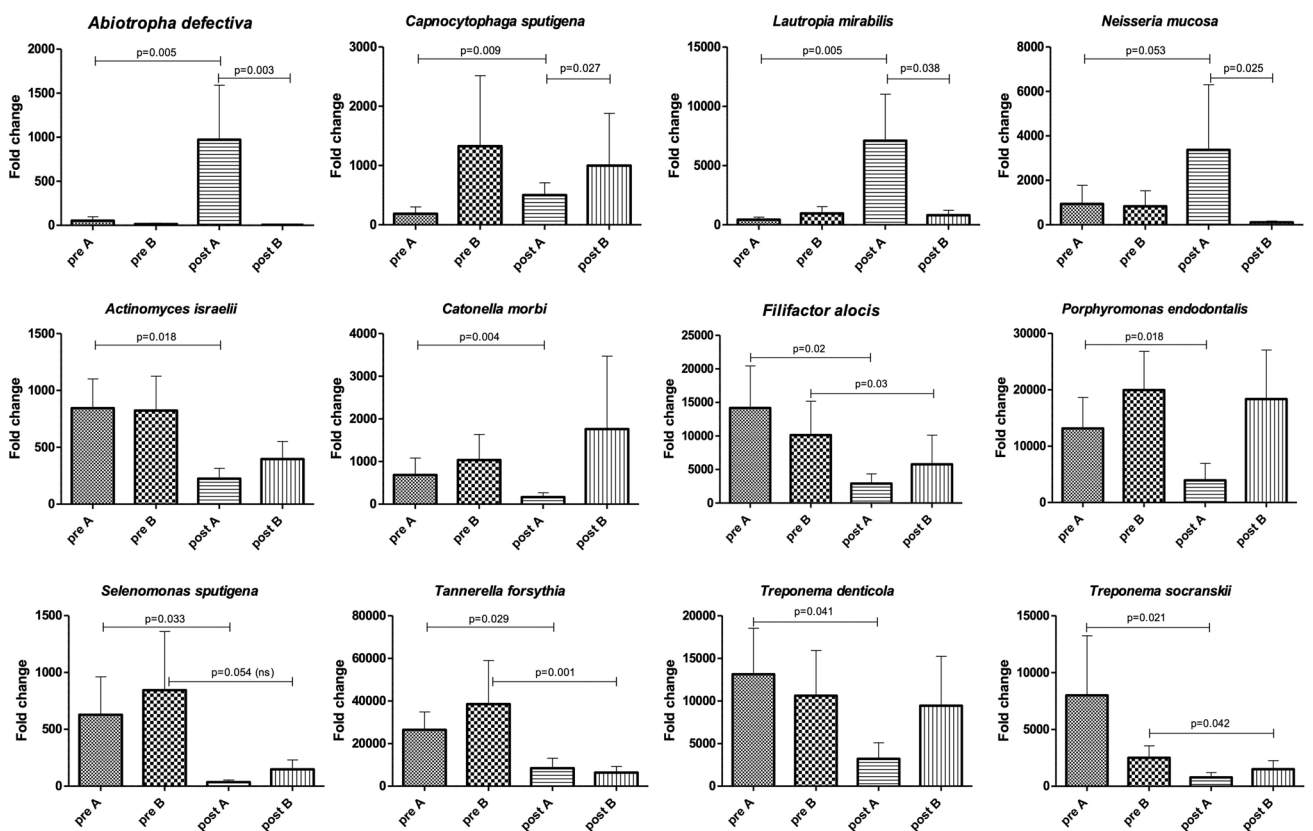 Abiotropha defectiva
Fold change
2000
1500
1000
500
0
p=0.005
p=0.003
pre A
pre B
post A
post B
Capnocytophaga sputigena
Fold change
3000
2000
1000
0
p=0.009
p=0.027
pre A
pre B
post A
post B
Lautropia mirabilis
Fold change
15000
10000
5000
0
p=0.005
p=0.038
pre A
pre B
post A
post B
Neisseria mucosa
Fold change
8000
6000
4000
2000
0
p=0.053
p=0.025
pre A
pre B
post A
post B
Actinomyces israelii
Fold change
1500
1000
500
0
p=0.018
pre A
pre B
post A
post B
Catonella morbi
Fold change
4000
3000
2000
1000
0
p=0.004
pre A
pre B
post A
post B
Filifactor alocis
Fold change
25000
20000
15000
10000
5000
0
p=0.02
p=0.03
pre A
pre B
post A
post B
Porphyromonas endodontalis
Fold change
30000
20000
10000
0
p=0.018
pre A
pre B
post A
post B
Selenomonas sputigena
Fold change
1500
1000
500
0
p=0.033
p=0.054 (ns)
pre A
pre B
post A
post B
Tannerella forsythia
Fold change
80000
60000
40000
20000
0
p=0.029
p=0.001
pre A
pre B
post A
post B
Treponema denticola
Fold change
20000
15000
10000
5000
0
p=0.041
pre A
pre B
post A
post B
Treponema socranskii
Fold change
15000
10000
5000
0
p=0.021
p=0.042
pre A
pre B
post A
post B